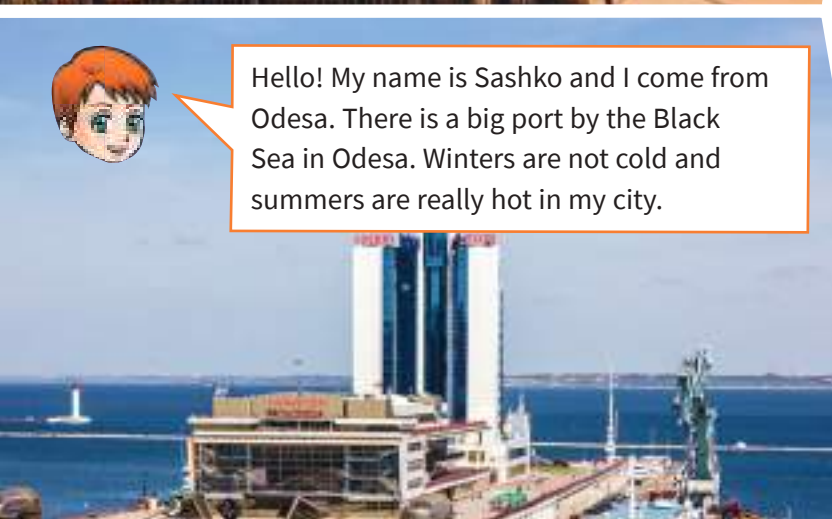 Hello! My name is Sashko and I come from
Odesa. There is a big port by the Black
Sea in Odesa. Winters are not cold and
summers are really hot in my city.